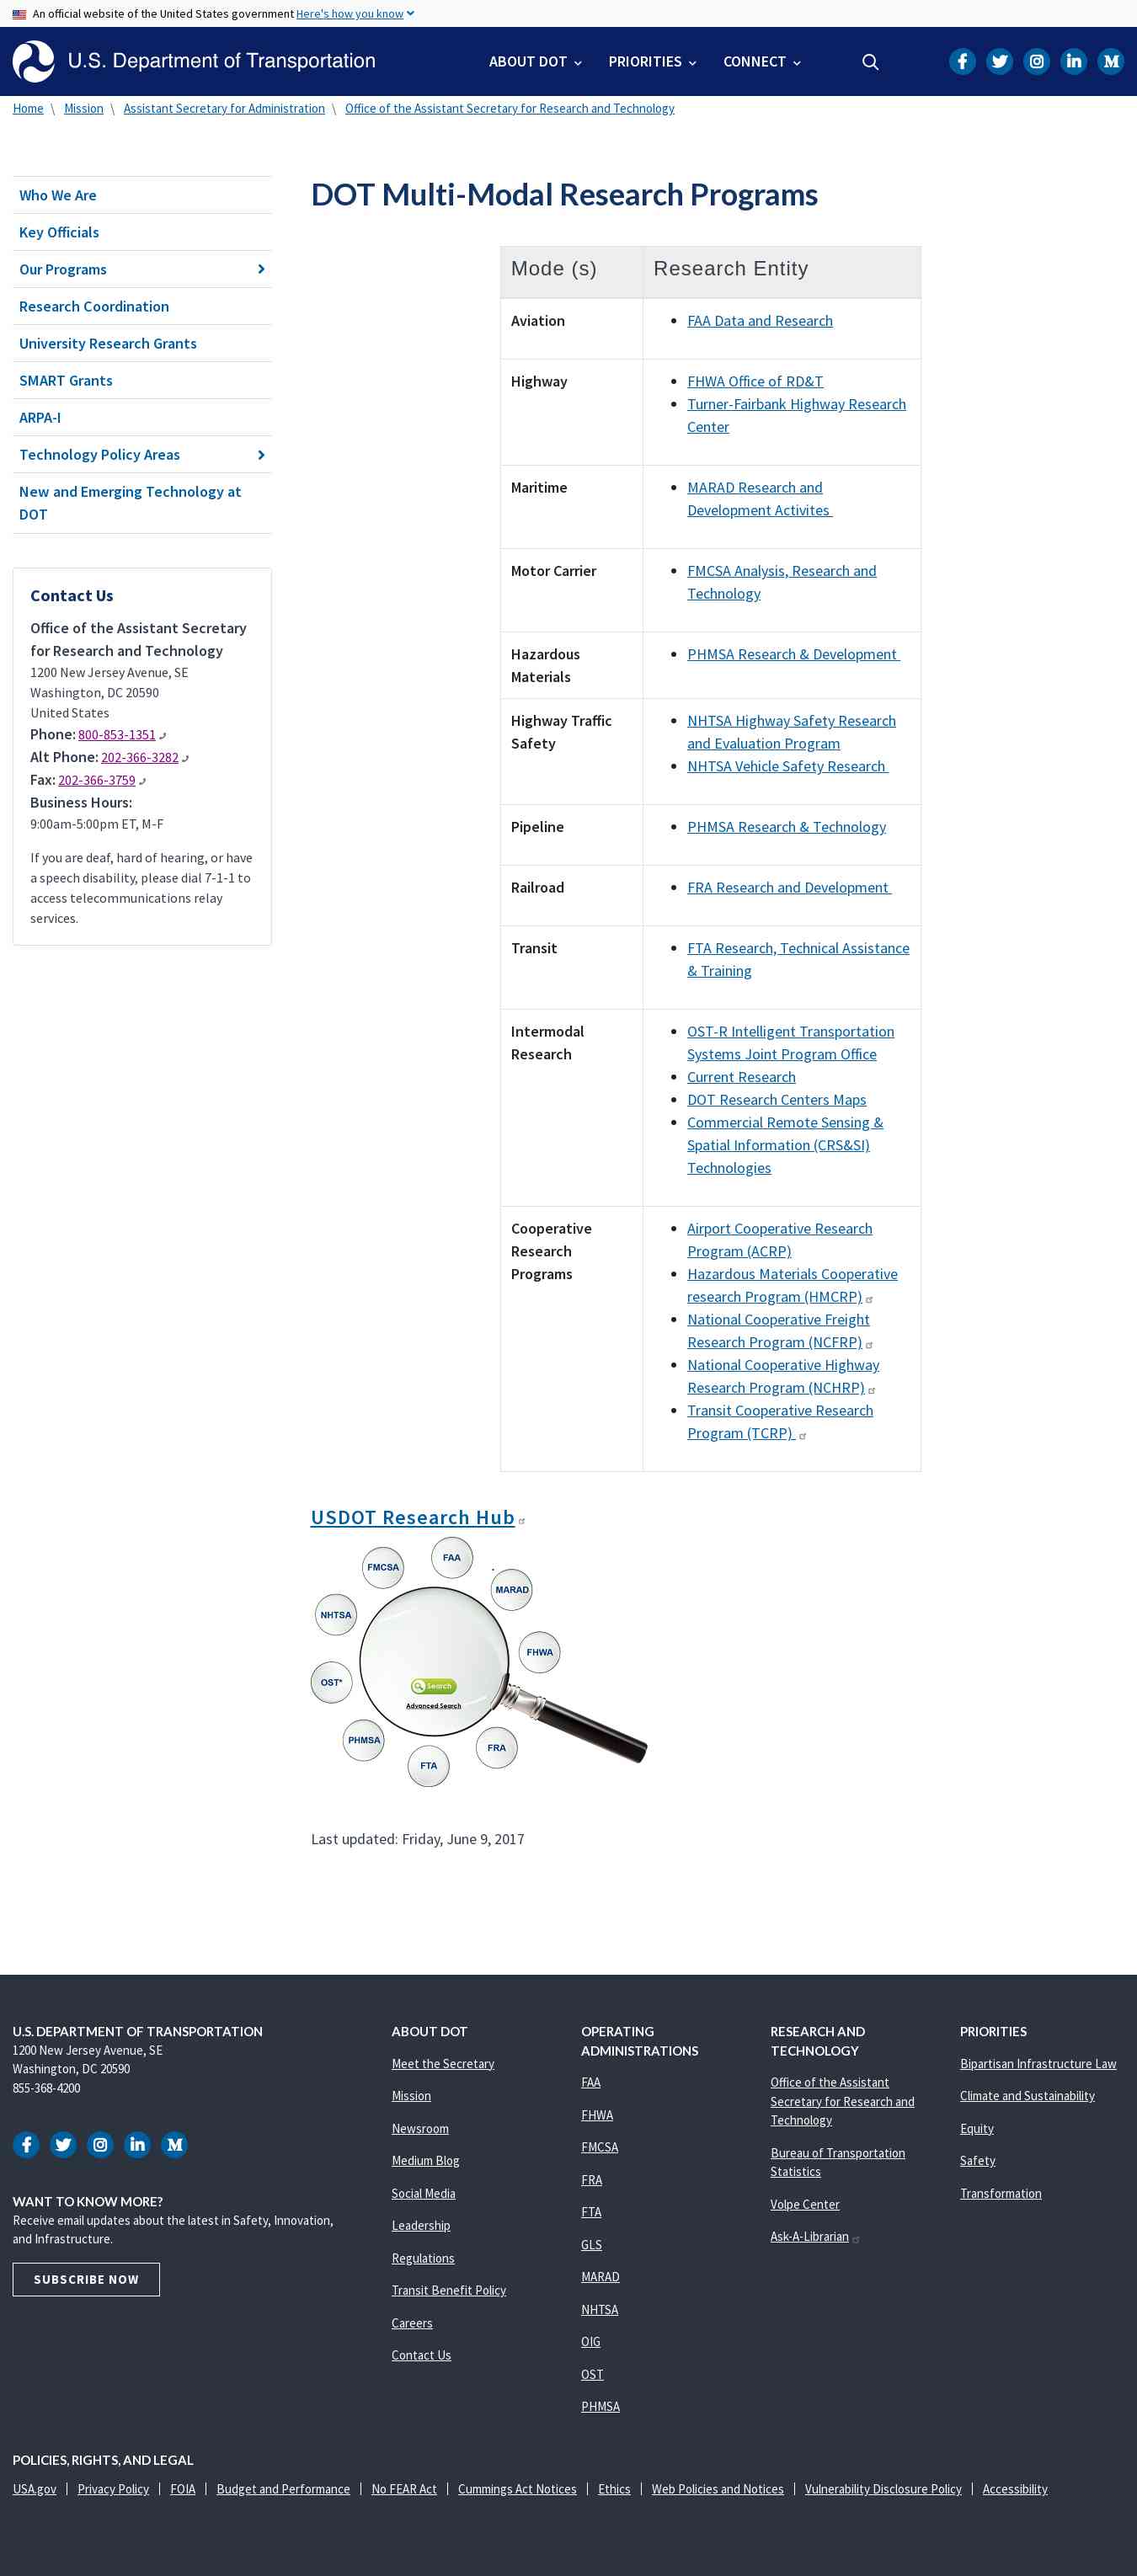 An official website of the United States government Here's how you know
U.S. Department of Transportation
ABOUT DOT
PRIORITIES
CONNECT
Home \ Mission \ Assistant Secretary for Administration \ Office of the Assistant Secretary for Research and Technology
Who We Are
Key Officials
Our Programs
Research Coordination
University Research Grants
SMART Grants
ARPA-I
Technology Policy Areas
New and Emerging Technology at
DOT
Contact Us
Office of the Assistant Secretary
for Research and Technology
1200 New Jersey Avenue, SE
Washington, DC 20590
United States
Phone: 800-853-1351
Alt Phone: 202-366-3282
Fax: 202-366-3759
Business Hours:
9:00am-5:00pm ET, M-F
If you are deaf, hard of hearing, or have
a speech disability, please dial 7-1-1 to
access telecommunications relay
services.
DOT Multi-Modal Research Programs
Mode (s)
Research Entity
Aviation
FAA Data and Research
Highway
FHWA Office of RD&T
Turner-Fairbank Highway Research
Center
Maritime
MARAD Research and
Development Activites
Motor Carrier
FMCSA Analysis, Research and
Technology
Hazardous
Materials
PHMSA Research & Development
Highway Traffic
Safety
NHTSA Highway Safety Research
and Evaluation Program
NHTSA Vehicle Safety Research
Pipeline
PHMSA Research & Technology
Railroad
FRA Research and Development
Transit
FTA Research, Technical Assistance
& Training
Intermodal
Research
OST-R Intelligent Transportation
Systems Joint Program Office
Current Research
DOT Research Centers Maps
Commercial Remote Sensing &
Spatial Information (CRS&SI)
Technologies
Cooperative
Research
Programs
Airport Cooperative Research
Program (ACRP)
Hazardous Materials Cooperative
research Program (HMCRP)
National Cooperative Freight
Research Program (NCFRP)
National Cooperative Highway
Research Program (NCHRP)
Transit Cooperative Research
Program (TCRP)
USDOT Research Hub
FAA
FMCSA
MARAD
NHTSA
FHWA
OST*
Search
Advanced Search
PHMSA
FRA
FTA
Last updated: Friday, June 9, 2017
U.S. DEPARTMENT OF TRANSPORTATION
1200 New Jersey Avenue, SE
Washington, DC 20590
855-368-4200
WANT TO KNOW MORE?
Receive email updates about the latest in Safety, Innovation,
and Infrastructure.
SUBSCRIBE NOW
ABOUT DOT
Meet the Secretary
Mission
Newsroom
Medium Blog
Social Media
Leadership
Regulations
Transit Benefit Policy
Careers
Contact Us
OPERATING
ADMINISTRATIONS
FAA
FHWA
FMCSA
FRA
FTA
GLS
MARAD
NHTSA
OIG
OST
PHMSA
RESEARCH AND
TECHNOLOGY
Office of the Assistant
Secretary for Research and
Technology
Bureau of Transportation
Statistics
Volpe Center
Ask-A-Librarian
PRIORITIES
Bipartisan Infrastructure Law
Climate and Sustainability
Equity
Safety
Transformation
POLICIES, RIGHTS, AND LEGAL
USA.gov | Privacy Policy | FOIA | Budget and Performance | No FEAR Act | Cummings Act Notices | Ethics | Web Policies and Notices | Vulnerability Disclosure Policy | Accessibility